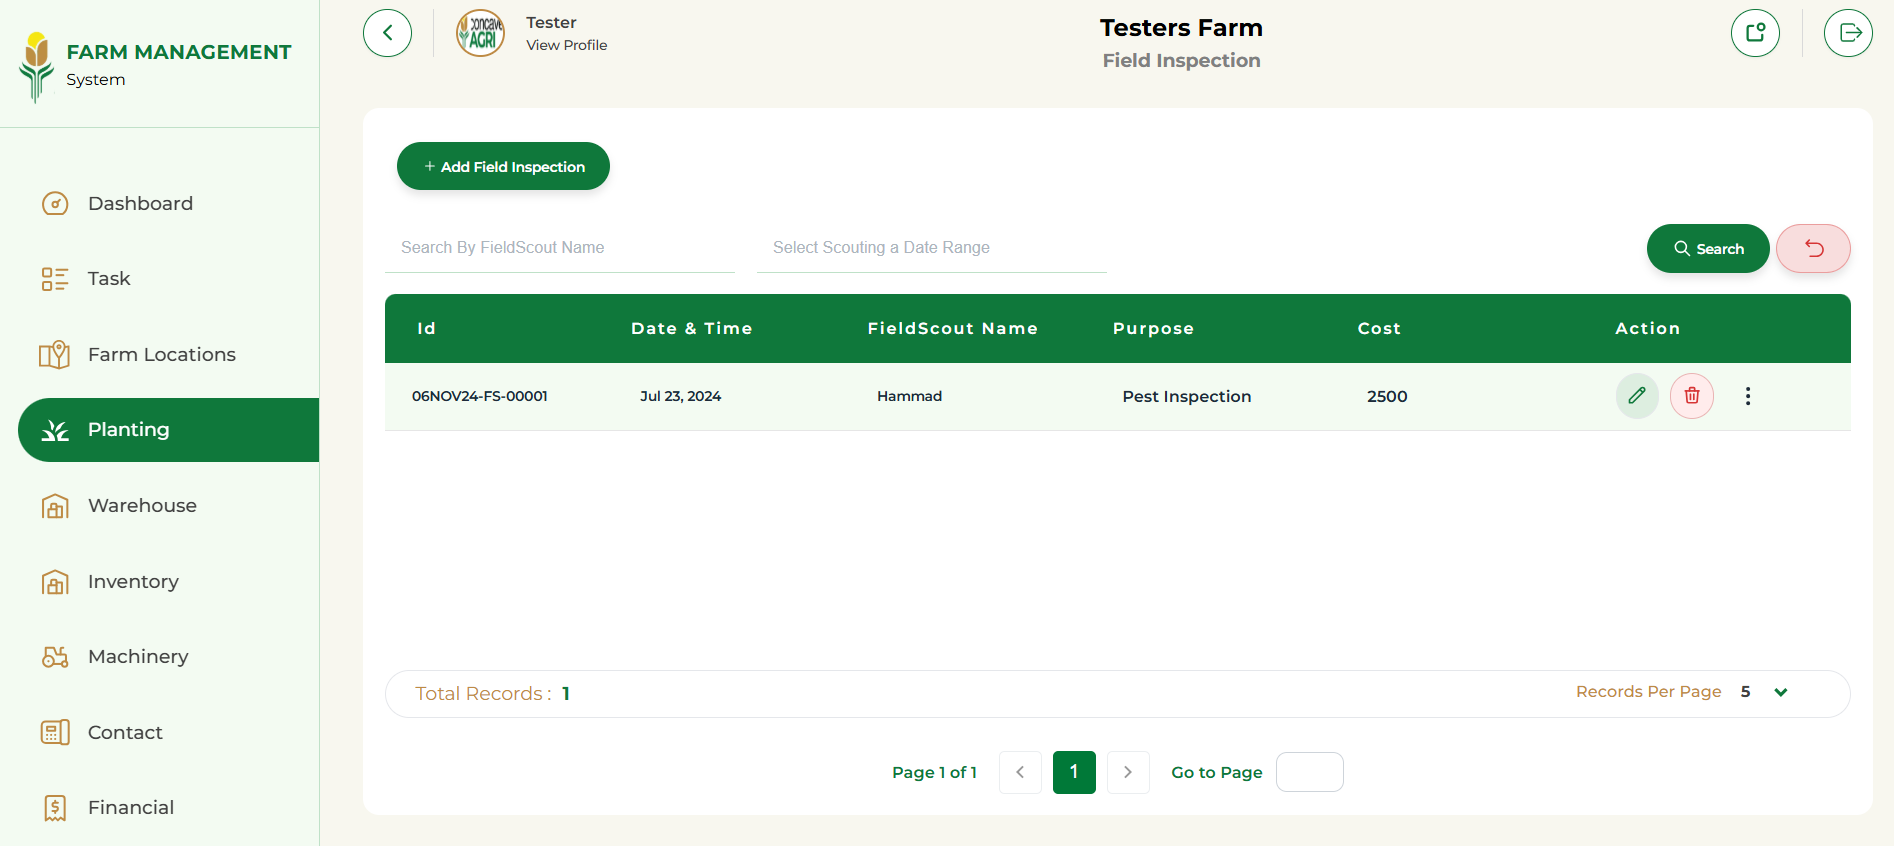 FARM MANAGEMENT
System
Dashboard
Task
Farm Locations
Planting
Warehouse
Inventory
Machinery
Contact
Financial
concave
AGRI
Tester
View Profile
Testers Farm
Field Inspection
+ Add Field Inspection
Search By FieldScout Name
Select Scouting a Date Range
Search
Id Date & Time FieldScout Name Purpose Cost Action
06NOV24-FS-00001 Jul 23, 2024 Hammad Pest Inspection 2500
Total Records : 1
Records Per Page 5
Page 1 of 1
1
Go to Page